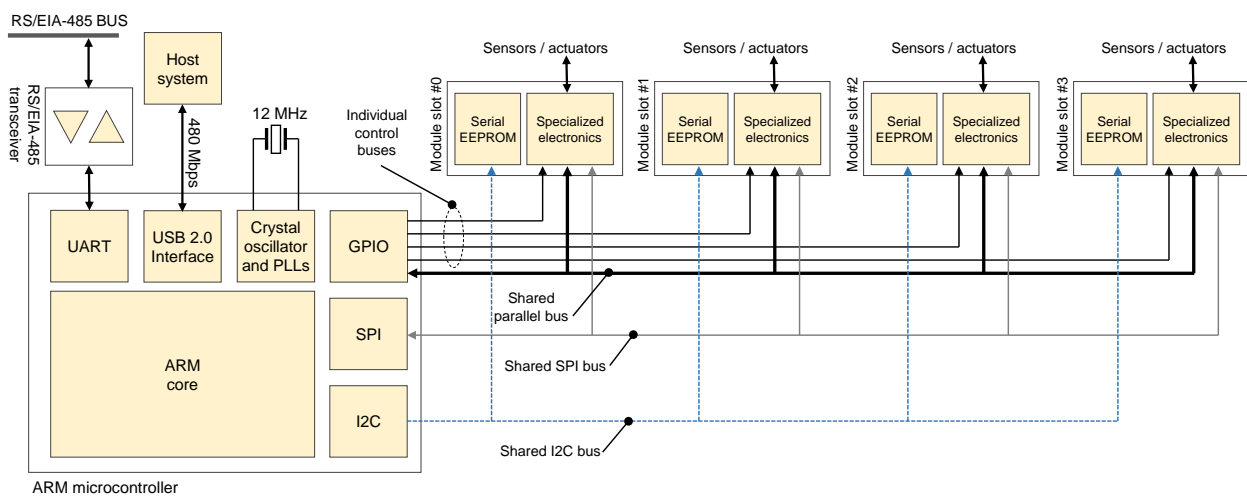 RS/EIA-485 BUS
RS/EIA-485
transceiver
Host
system
480 Mbps
12 MHz
Individual
control
buses
Sensors / actuators
Module slot #0
Serial
EEPROM
Specialized
electronics
Sensors / actuators
Module slot #1
Serial
EEPROM
Specialized
electronics
Sensors / actuators
Module slot #2
Serial
EEPROM
Specialized
electronics
Sensors / actuators
Module slot #3
Serial
EEPROM
Specialized
electronics
UART
USB 2.0
Interface
Crystal
oscillator
and PLLs
GPIO
Shared
parallel bus
ARM
core
SPI
Shared SPI bus
I2C
Shared I2C bus
ARM microcontroller